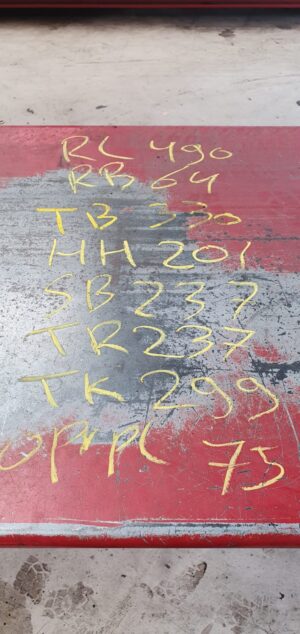 RL 490
RB 64
TB 330
HH 201
SB 237
TR 237
TK 299
75